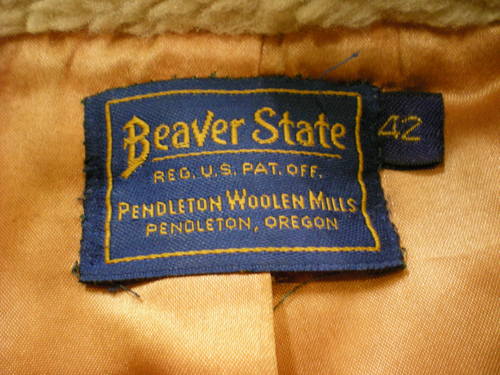 Beaver State
REG. U.S. PAT. OFF.
PENDLETON WOOLEN MILLS
PENDLETON, OREGON
42